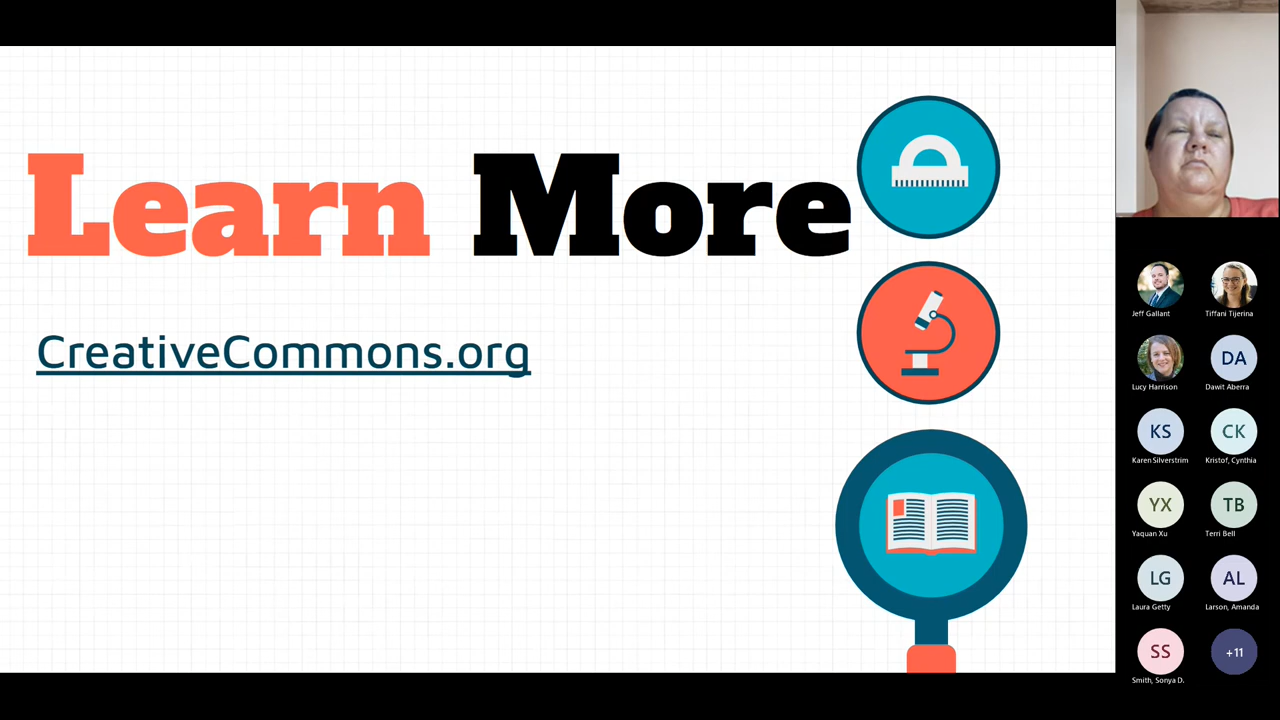 Learn More
CreativeCommons.org
Jeff Gallant
Tiffani Tijerina
Lucy Harrison
DA
Dawit Aberra
KS
Karen Silverstrim
CK
Kristof, Cynthia
YX
Yaquan Xu
TB
Terri Bell
LG
Laura Getty
AL
Larson, Amanda
SS
Smith, Sonya D.
+11